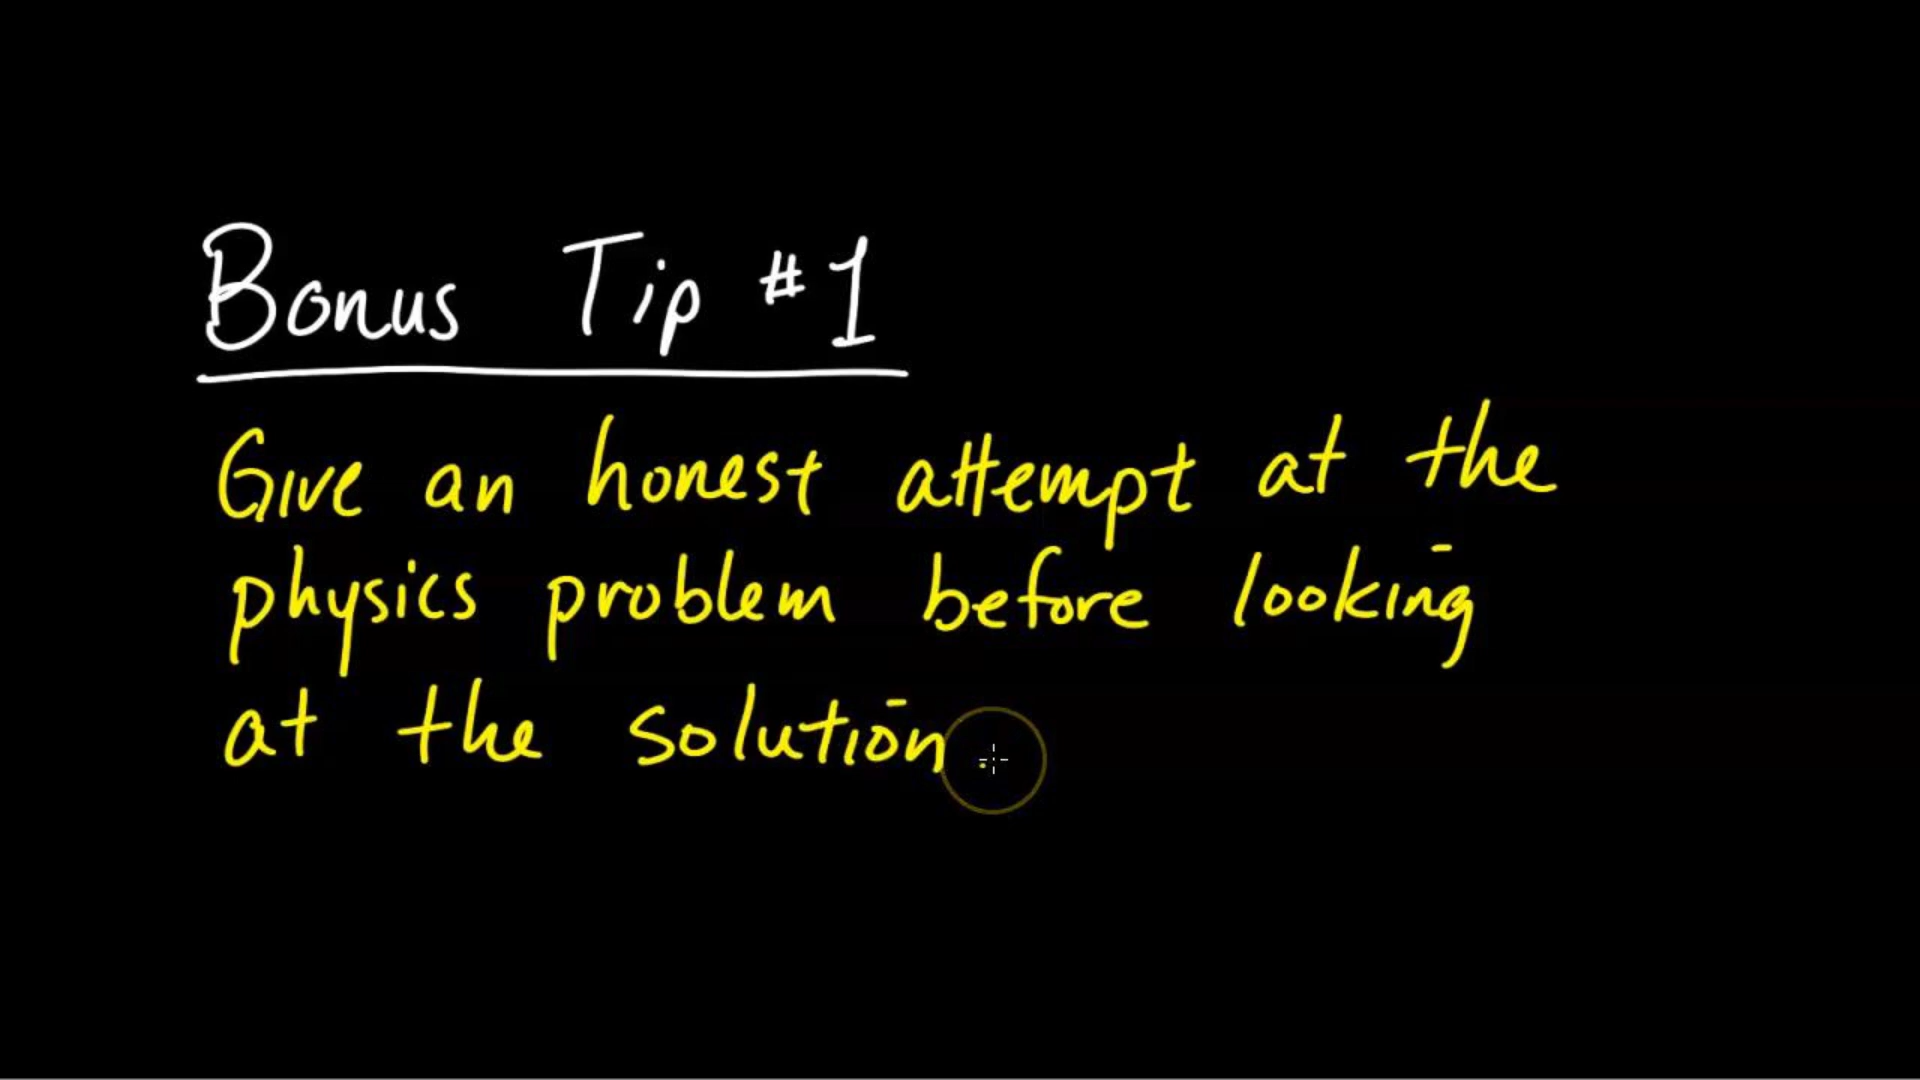 Bonus Tip #1
Give an honest attempt at the
physics problem before looking
at the solution.